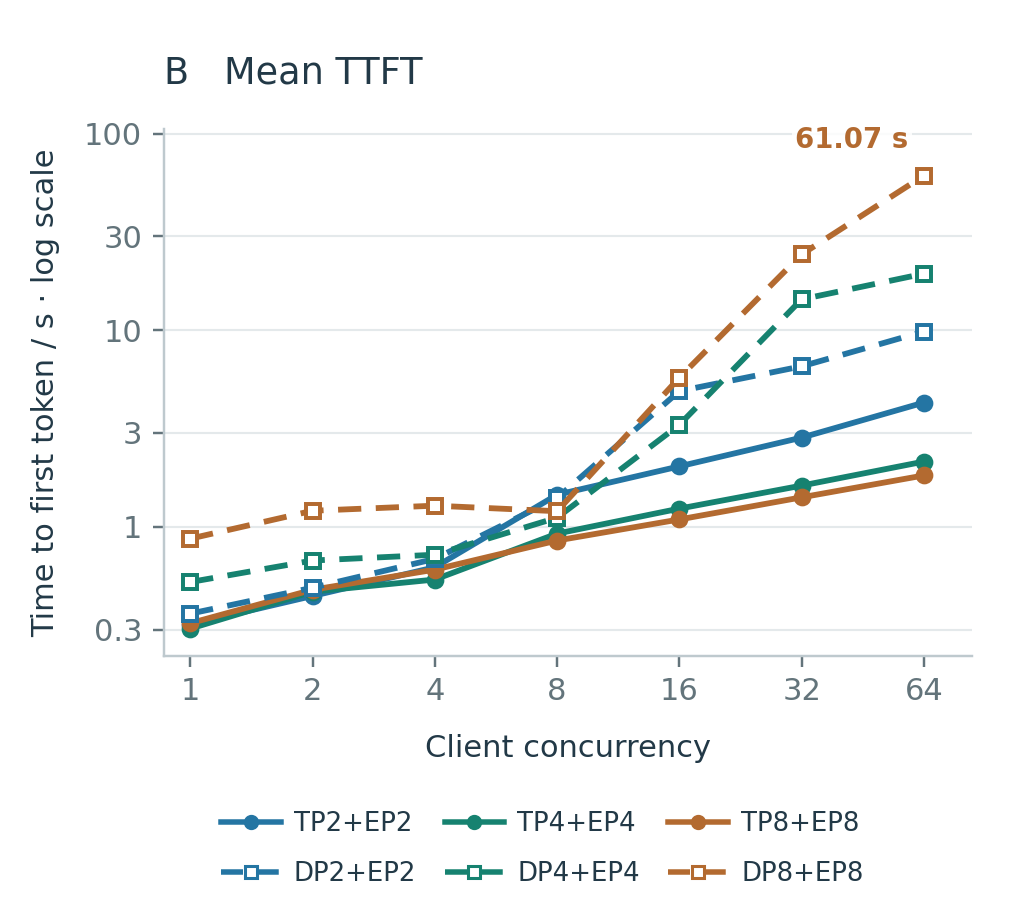 B Mean TTFT
Time to first token / s · log scale
100
30
10
3
1
0.3
61.07 s
1 2 4 8 16 32 64
Client concurrency
TP2+EP2 TP4+EP4 TP8+EP8
DP2+EP2 DP4+EP4 DP8+EP8